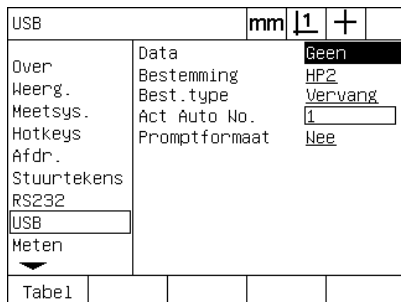 USB
mm
1
Over
Weerg.
Meetsys.
Hotkeys
Afdr.
Stuurtekens
RS232
USB
Meten
Data Geen
Bestemming HP2
Best.type Vervang
Act Auto No. 1
Promptformaat Nee
Tabel